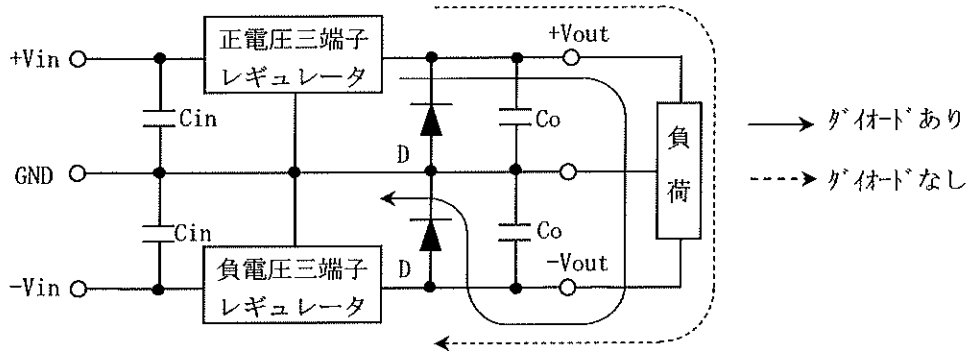 正電圧三端子
レギュレータ
+Vout
+Vin
Cin
Co
D
負
荷
GND
ダイオードあり
ダイオードなし
Cin
Co
D
-Vout
-Vin
負電圧三端子
レギュレータ